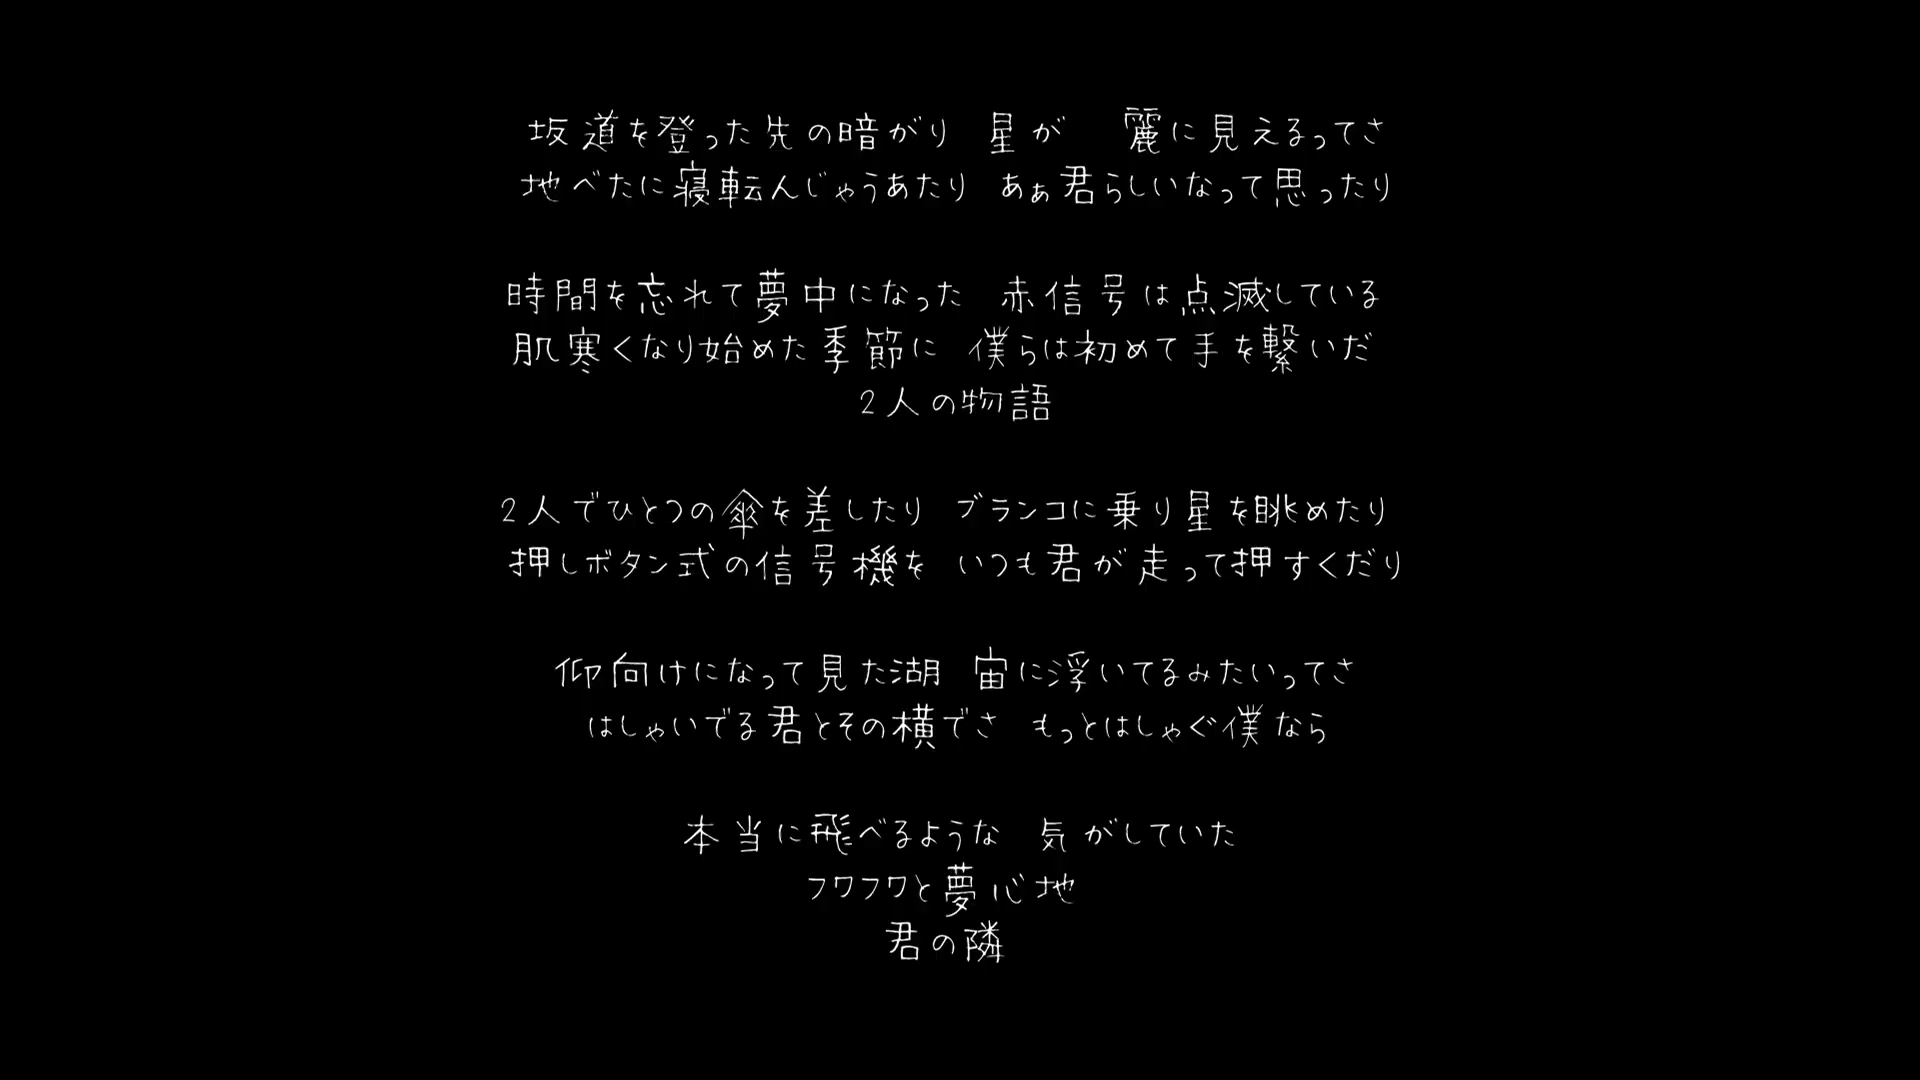 坂道を登った先の暗がり 星が 麗に見えるってさ
地べたに寝転んじゃうあたり あぁ君らしいなって思ったり
時間を忘れて夢中になった 赤信号は点滅している
肌寒くなり始めた季節に 僕らは初めて手を繋いだ
2人の物語
2人でひとつの傘を差したり ブランコに乗り星を眺めたり
押しボタン式の信号機を いつも君が走って押すくだり
仰向けになって見た湖 宙に浮いてるみたいってさ
はしゃいでる君とその横でさ もっとはしゃぐ僕なら
本当に飛べるような 気がしていた
フワフワと夢心地
君の隣